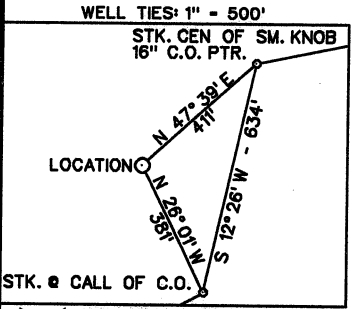 WELL TIES: 1" - 500'
STK. CEN OF SM. KNOB
16" C.O. PTR.
N 47° 39' E
411'
LOCATION
N 26° 01' W
381'
S 12° 26' W - 634'
STK. @ CALL OF C.O.